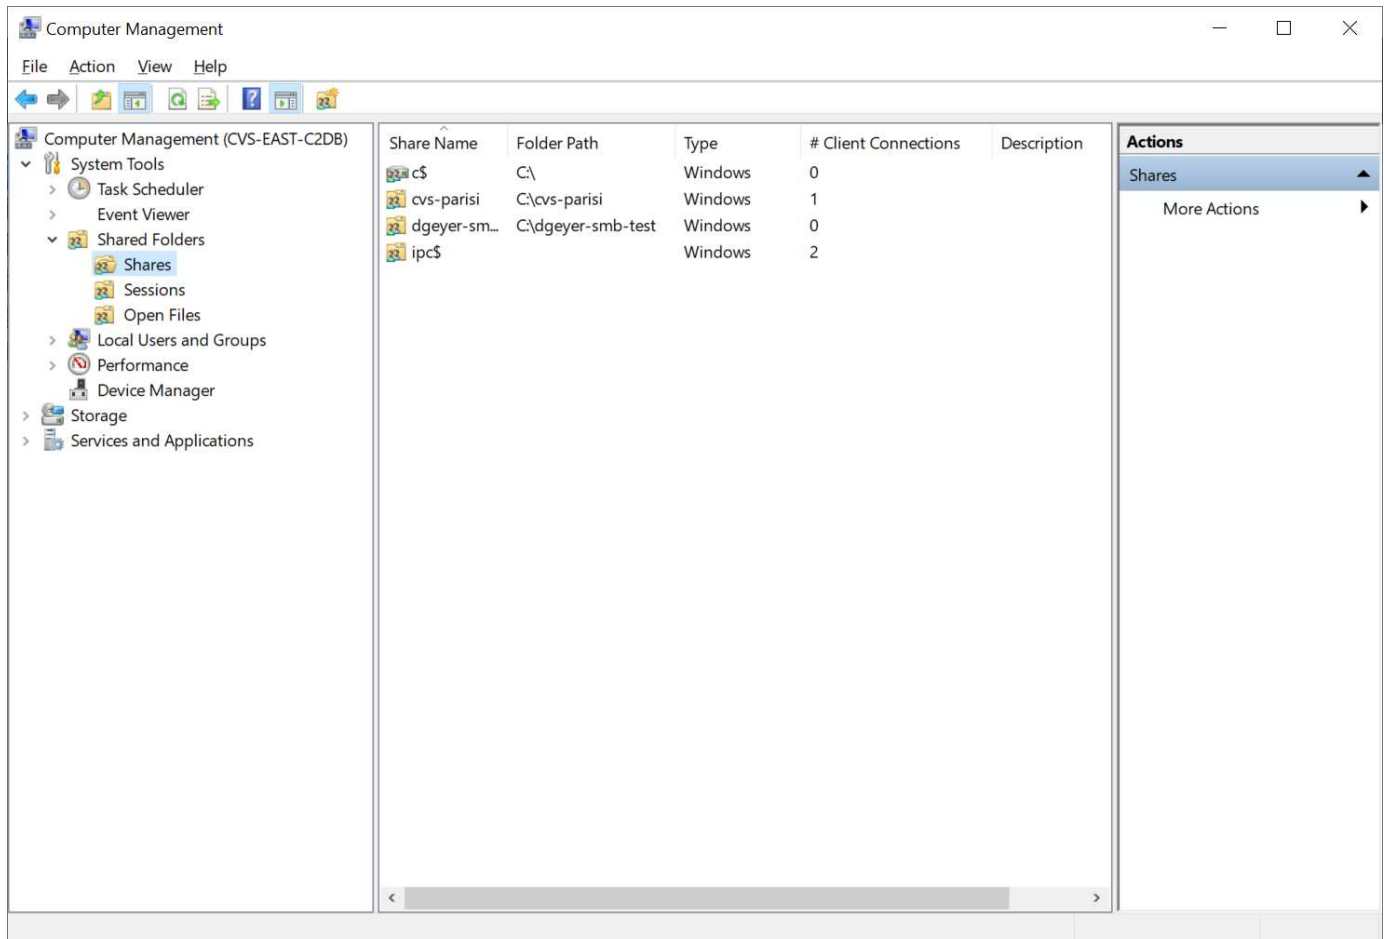 Computer Management
File Action View Help
Computer Management (CVS-EAST-C2DB)
System Tools
Task Scheduler
Event Viewer
Shared Folders
Shares
Sessions
Open Files
Local Users and Groups
Performance
Device Manager
Storage
Services and Applications
Share Name Folder Path Type # Client Connections Description
c$ C:\ Windows 0
cvs-parisi C:\cvs-parisi Windows 1
dgeyer-sm... C:\dgeyer-smb-test Windows 0
ipc$ Windows 2
Actions
Shares
More Actions